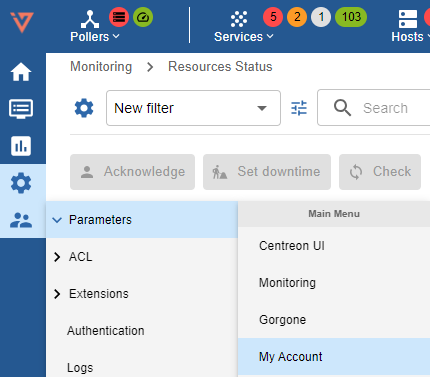 Pollers
Services
5 2 1 103
Hosts
Monitoring > Resources Status
New filter
Search
Acknowledge Set downtime Check
Parameters
ACL
Extensions
Authentication
Logs
Main Menu
Centreon UI
Monitoring
Gorgone
My Account